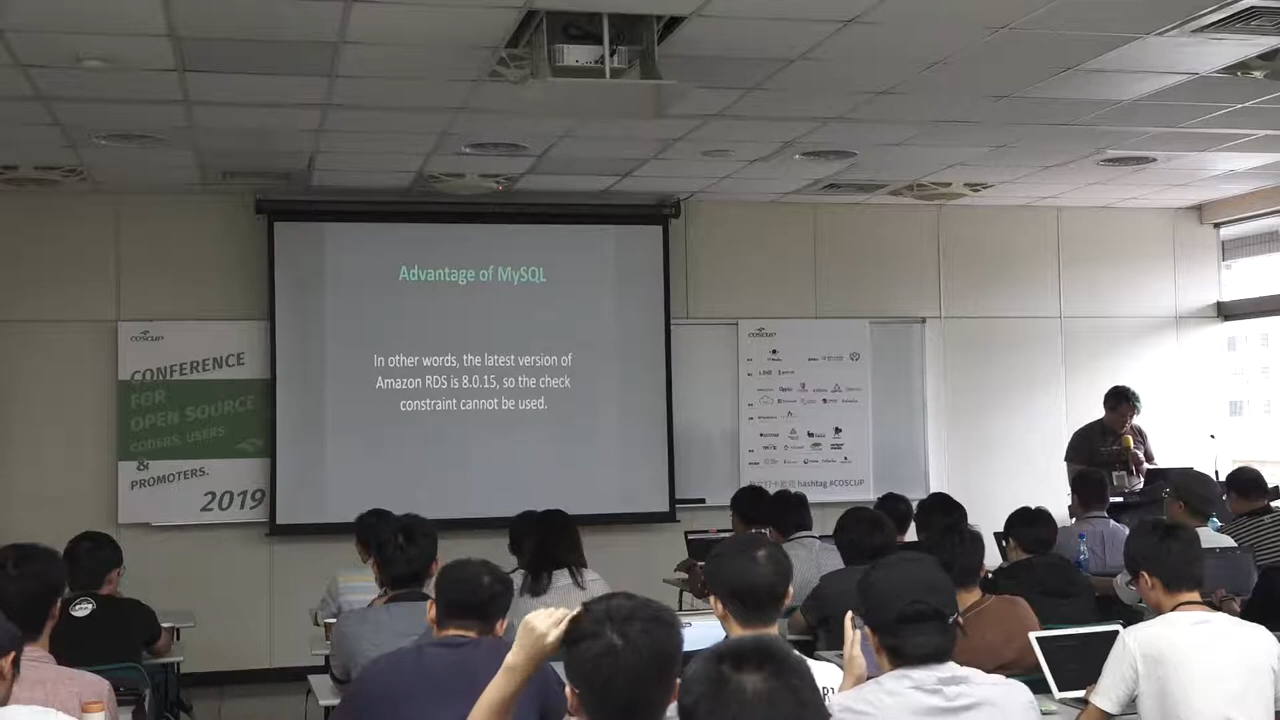 Advantage of MySQL
In other words, the latest version of
Amazon RDS is 8.0.15, so the check
constraint cannot be used.
COSCUP
CONFERENCE
FOR
OPEN SOURCE
CODERS, USERS
&
PROMOTERS.
2019
COSCUP
hashtag #COSCUP